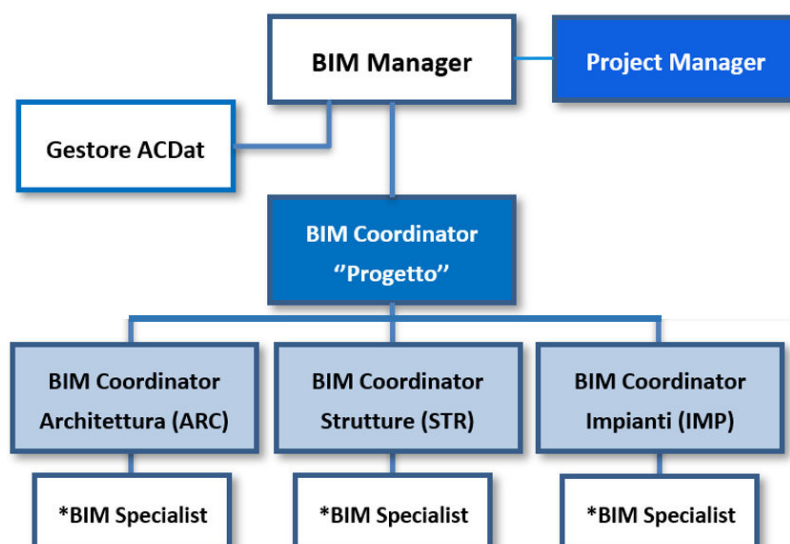 BIM Manager
Project Manager
Gestore ACDat
BIM Coordinator
‘’Progetto’’
BIM Coordinator
Architettura (ARC)
BIM Coordinator
Strutture (STR)
BIM Coordinator
Impianti (IMP)
*BIM Specialist
*BIM Specialist
*BIM Specialist